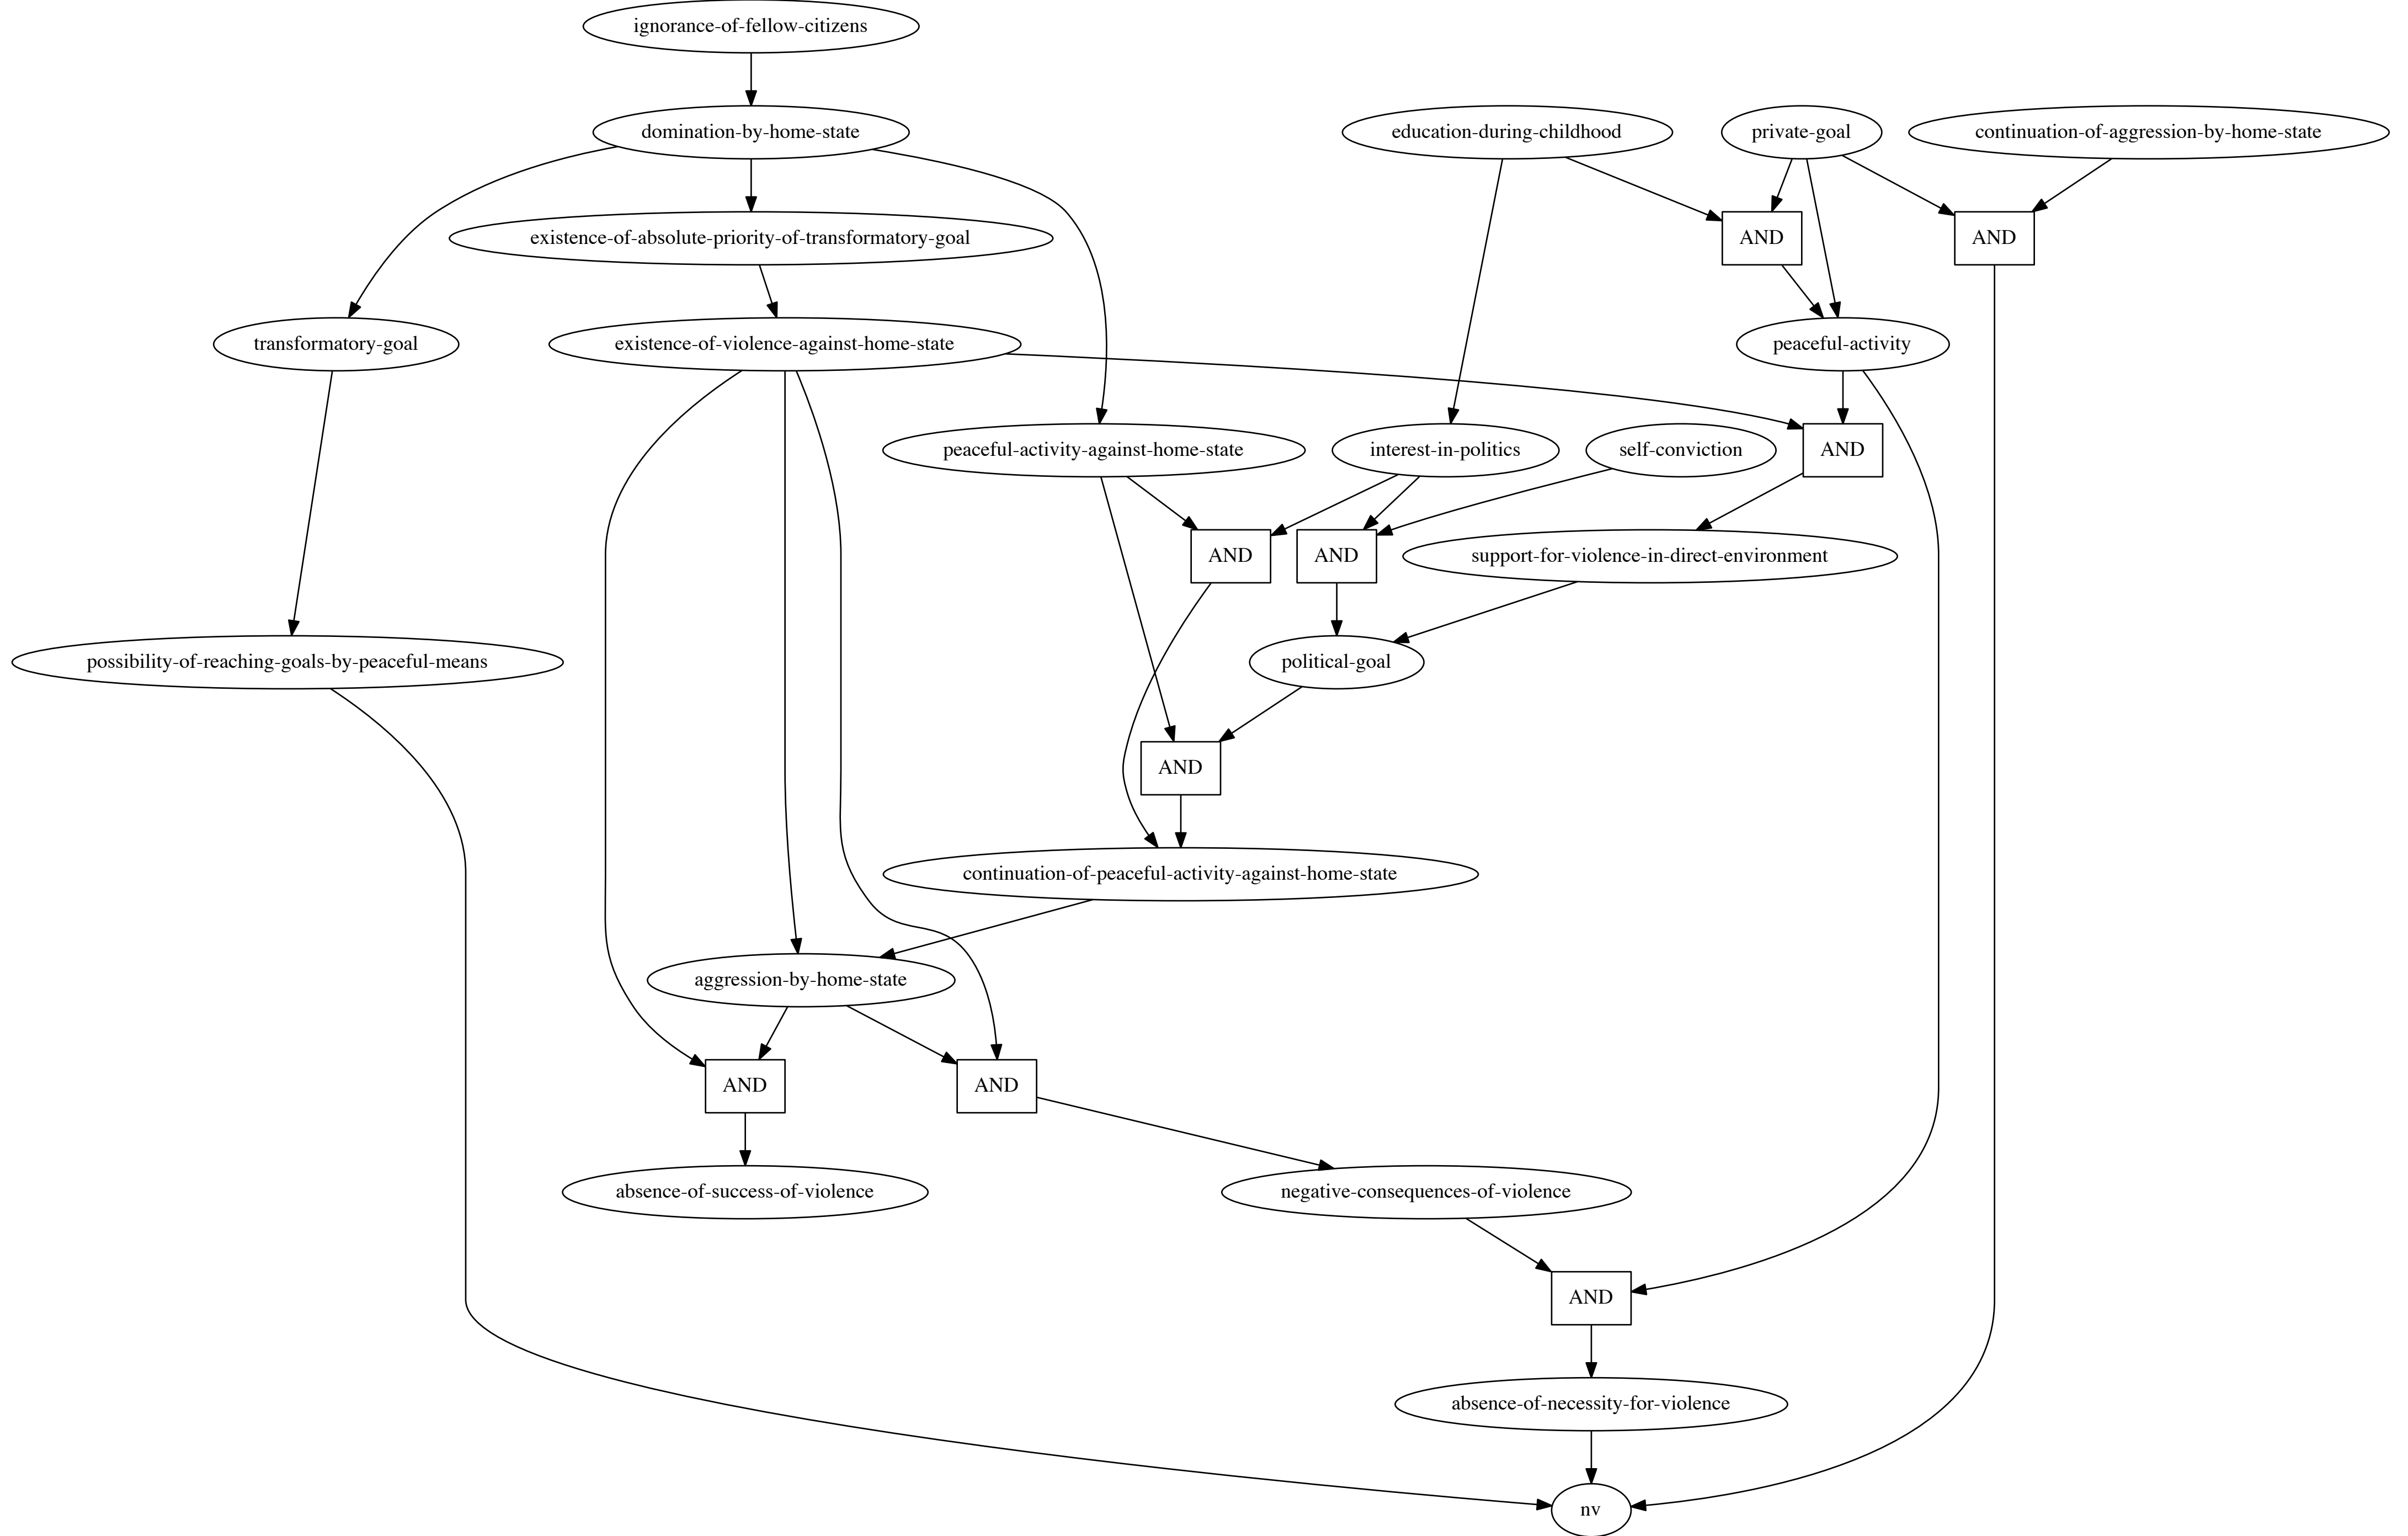 ignorance-of-fellow-citizens
domination-by-home-state
education-during-childhood
private-goal
continuation-of-aggression-by-home-state
existence-of-absolute-priority-of-transformatory-goal
AND
AND
transformatory-goal
existence-of-violence-against-home-state
peaceful-activity
peaceful-activity-against-home-state
interest-in-politics
self-conviction
AND
AND
AND
support-for-violence-in-direct-environment
possibility-of-reaching-goals-by-peaceful-means
political-goal
AND
continuation-of-peaceful-activity-against-home-state
aggression-by-home-state
AND
AND
absence-of-success-of-violence
negative-consequences-of-violence
AND
absence-of-necessity-for-violence
nv